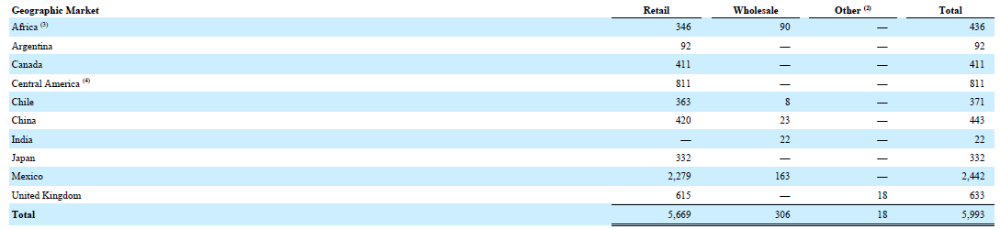 Geographic Market Retail Wholesale Other (2) Total
Africa (3) 346 90 — 436
Argentina 92 — — 92
Canada 411 — — 411
Central America (4) 811 — — 811
Chile 363 8 — 371
China 420 23 — 443
India — 22 — 22
Japan 332 — — 332
Mexico 2,279 163 — 2,442
United Kingdom 615 — 18 633
Total 5,669 306 18 5,993